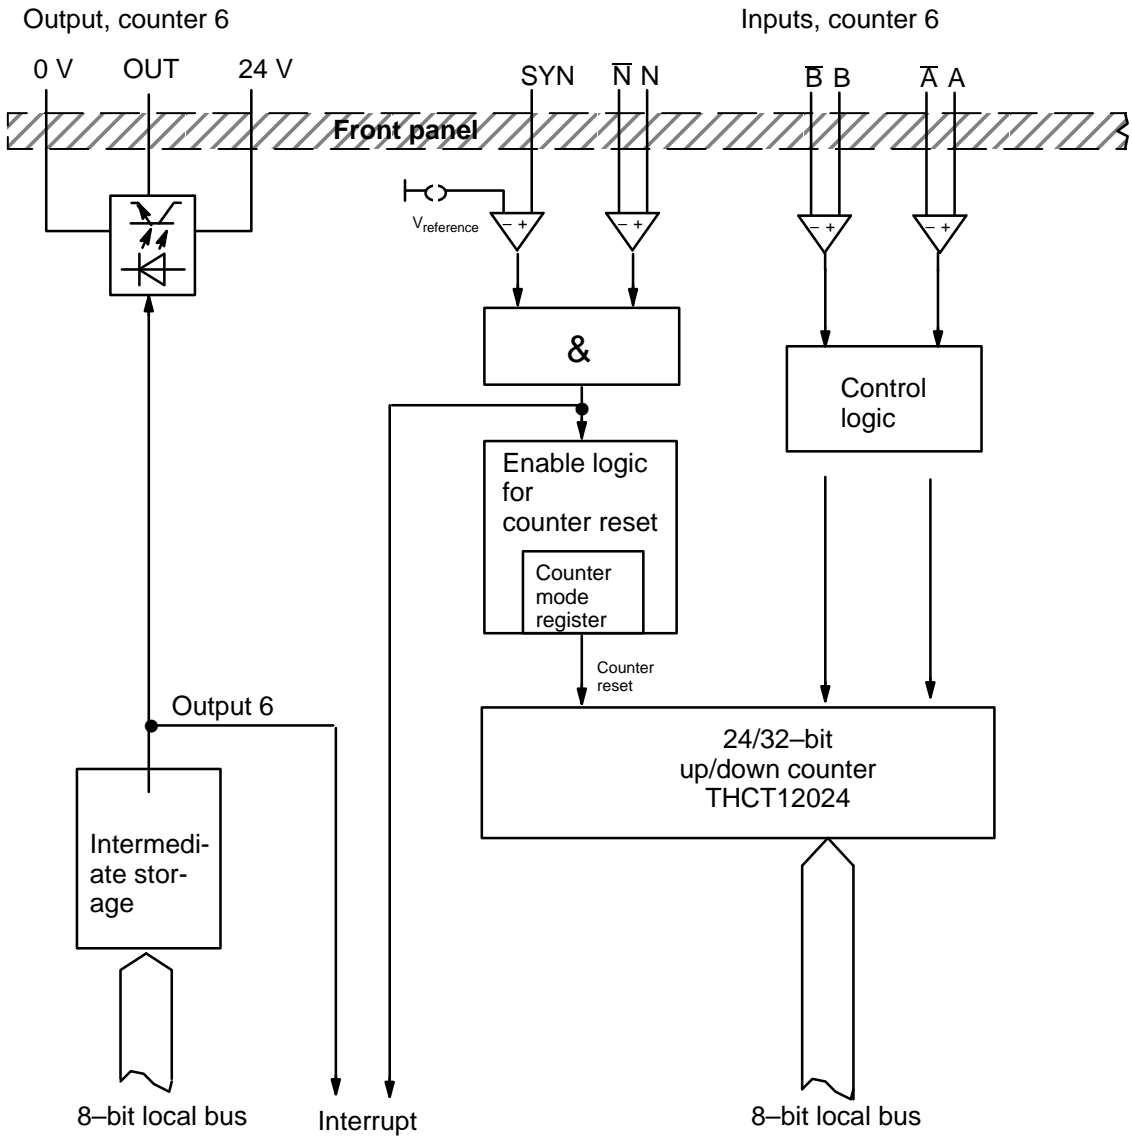 Output, counter 6
Inputs, counter 6
0 V OUT 24 V
SYN N̅ N
B̅ B A̅ A
Front panel
Vreference
– +
– +
– +
– +
&
Control
logic
Enable logic
for
counter reset
Counter
mode
register
Counter
reset
Output 6
24/32–bit
up/down counter
THCT12024
Intermedi-
ate stor-
age
8–bit local bus
Interrupt
8–bit local bus